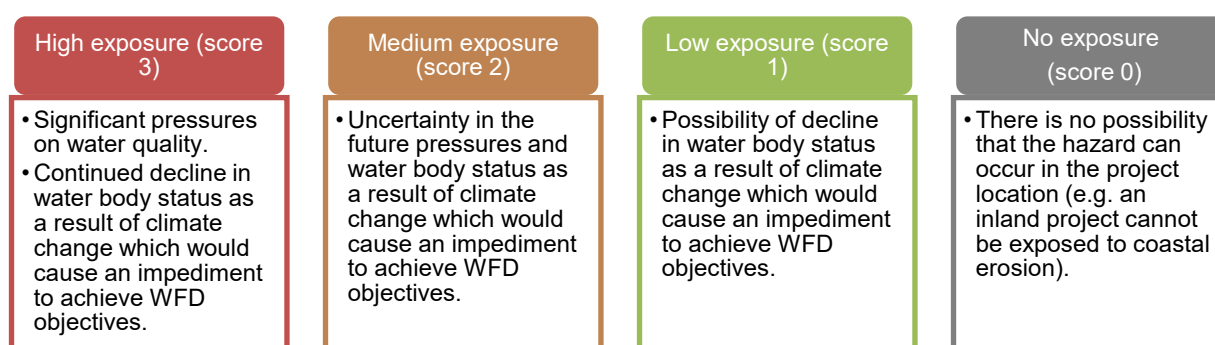 High exposure (score
3)
• Significant pressures
on water quality.
• Continued decline in
water body status as
a result of climate
change which would
cause an impediment
to achieve WFD
objectives.
Medium exposure
(score 2)
• Uncertainty in the
future pressures and
water body status as
a result of climate
change which would
cause an impediment
to achieve WFD
objectives.
Low exposure (score
1)
• Possibility of decline
in water body status
as a result of climate
change which would
cause an impediment
to achieve WFD
objectives.
No exposure
(score 0)
• There is no possibility
that the hazard can
occur in the project
location (e.g. an
inland project cannot
be exposed to coastal
erosion).